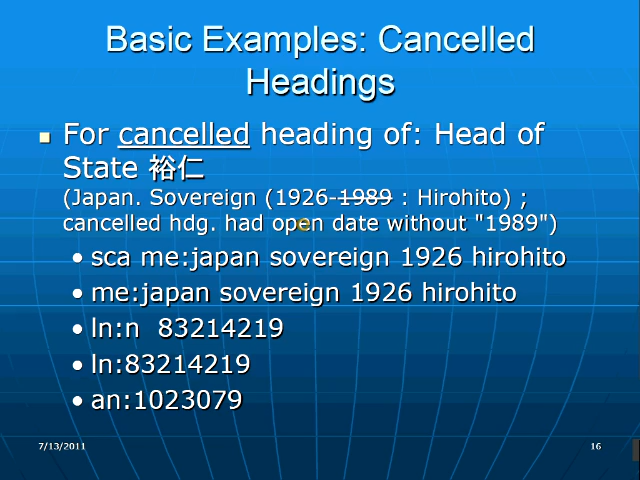 Basic Examples: Cancelled
Headings
For cancelled heading of: Head of
State 裕仁
(Japan. Sovereign (1926-1989 : Hirohito) ;
cancelled hdg. had open date without "1989")
• sca me:japan sovereign 1926 hirohito
• me:japan sovereign 1926 hirohito
• ln:n  83214219
• ln:83214219
• an:1023079
7/13/2011
16